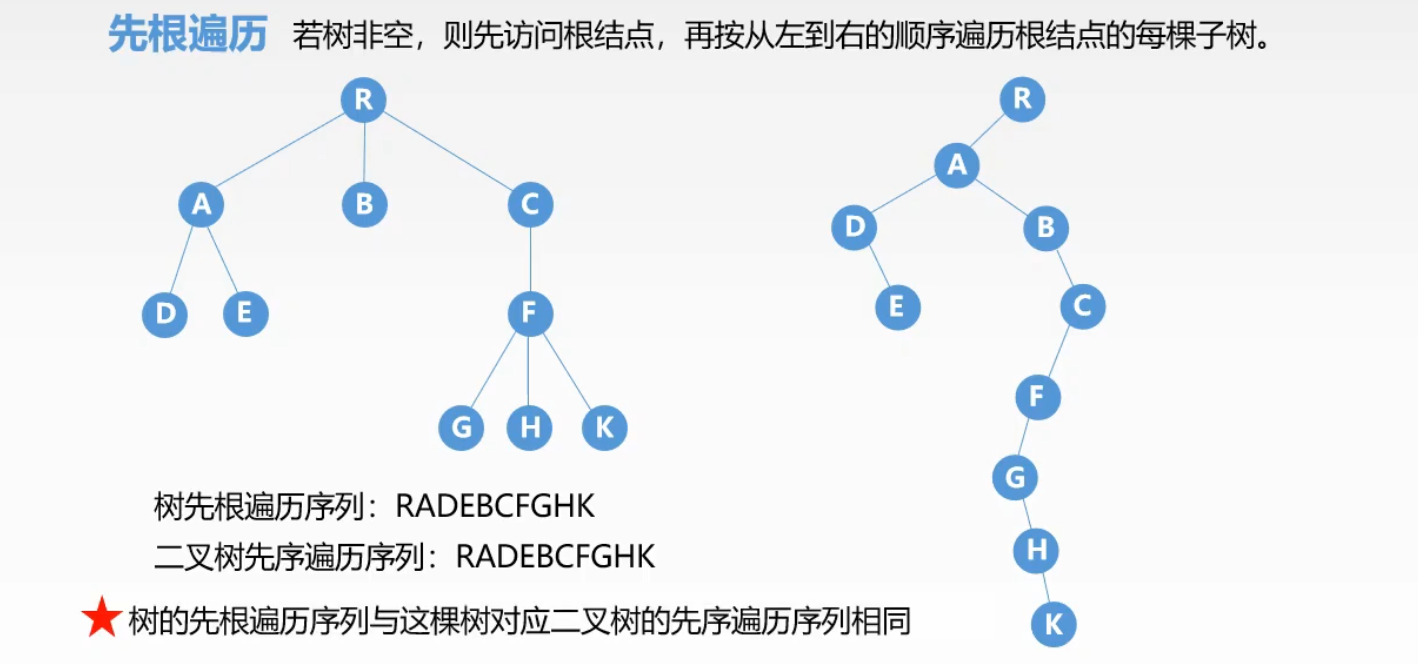 先根遍历 若树非空，则先访问根结点，再按从左到右的顺序遍历根结点的每棵子树。
R
A B C
D E
F
G H K
R
A
D B
E C
F
G
H
K
树先根遍历序列：RADEBCFGHK
二叉树先序遍历序列：RADEBCFGHK
★ 树的先根遍历序列与这棵树对应二叉树的先序遍历序列相同